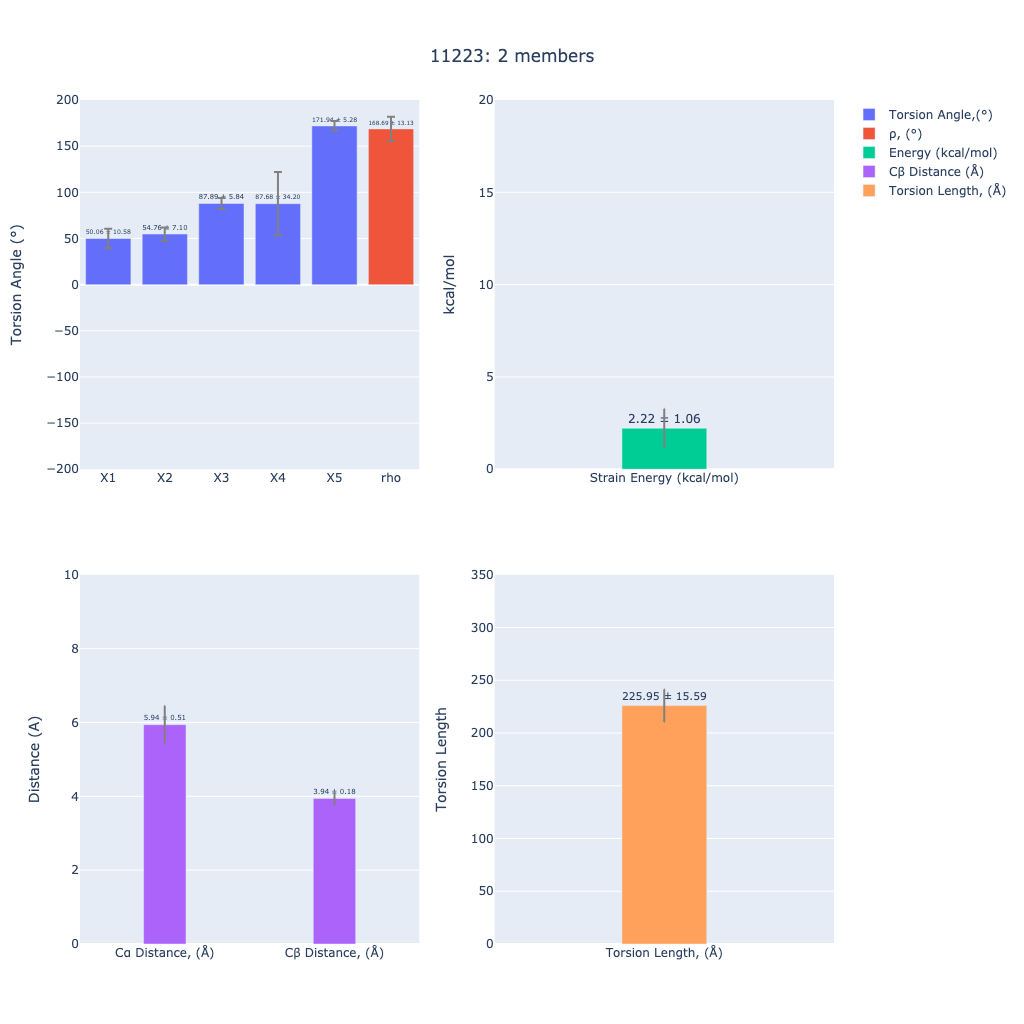 11223: 2 members
Torsion Angle (°)
200
150
100
50
0
−50
−100
−150
−200
50.06 ± 10.58
54.76 ± 7.10
87.89 ± 5.84
87.68 ± 34.20
171.94 ± 5.28
168.69 ± 13.13
X1
X2
X3
X4
X5
rho
kcal/mol
20
15
10
5
0
2.22 ± 1.06
Strain Energy (kcal/mol)
Torsion Angle,(°)
ρ, (°)
Energy (kcal/mol)
Cβ Distance (Å)
Torsion Length, (Å)
Distance (A)
10
8
6
4
2
0
5.94 ± 0.51
3.94 ± 0.18
Cα Distance, (Å)
Cβ Distance, (Å)
Torsion Length
350
300
250
200
150
100
50
0
225.95 ± 15.59
Torsion Length, (Å)